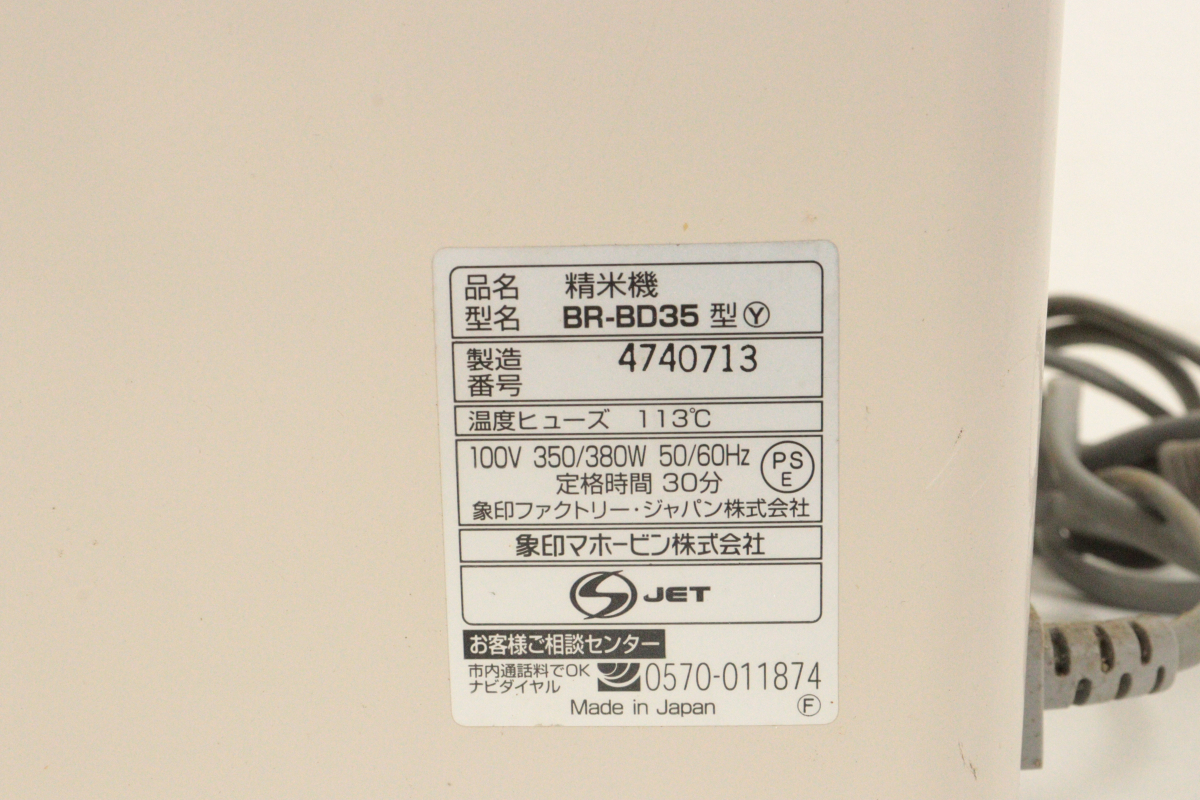 品名 精米機
型名 BR-BD35 型 Ⓨ
製造番号 4740713
温度ヒューズ 113℃
100V 350/380W 50/60Hz
定格時間 30分
PSE
象印ファクトリー・ジャパン株式会社
象印マホービン株式会社
S JET
お客様ご相談センター
市内通話料でOK
ナビダイヤル 0570-011874
Made in Japan Ⓕ